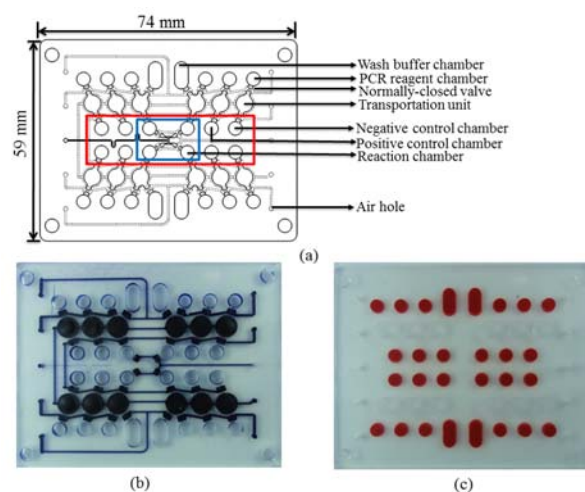 74 mm
59 mm
Wash buffer chamber
PCR reagent chamber
Normally-closed valve
Transportation unit
Negative control chamber
Positive control chamber
Reaction chamber
Air hole
(a)
(b)
(c)